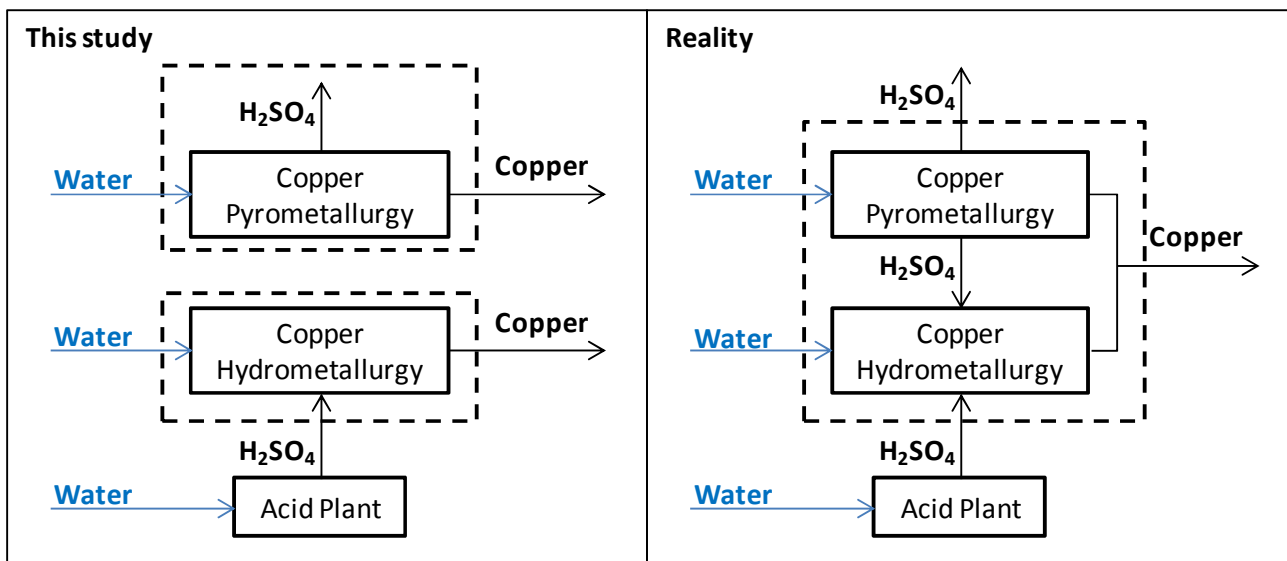 This study
H₂SO₄
Water
Copper
Pyrometallurgy
Copper
Water
Copper
Hydrometallurgy
Copper
H₂SO₄
Water
Acid Plant
Reality
H₂SO₄
Water
Copper
Pyrometallurgy
Copper
H₂SO₄
Water
Copper
Hydrometallurgy
H₂SO₄
Water
Acid Plant